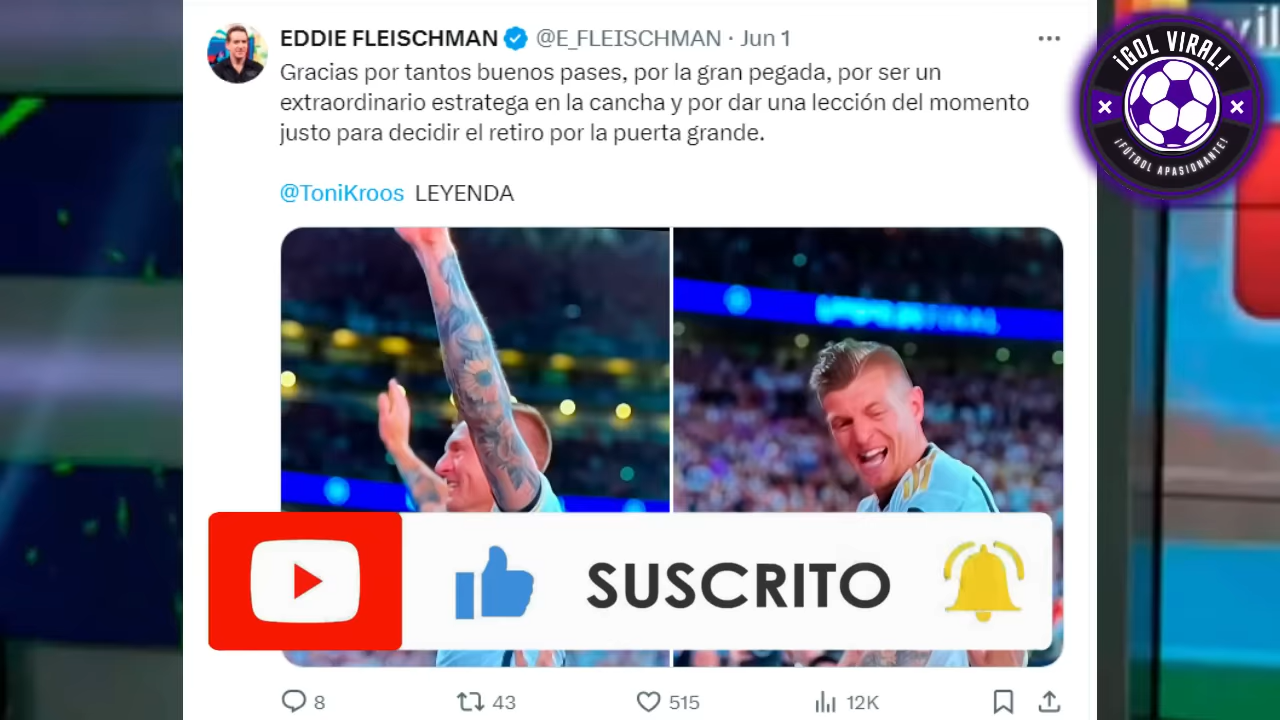 EDDIE FLEISCHMAN @E_FLEISCHMAN · Jun 1
Gracias por tantos buenos pases, por la gran pegada, por ser un
extraordinario estratega en la cancha y por dar una lección del momento
justo para decidir el retiro por la puerta grande.
@ToniKroos LEYENDA
¡GOL VIRAL!
¡FÚTBOL APASIONANTE!
SUSCRITO
8 43 515 12K